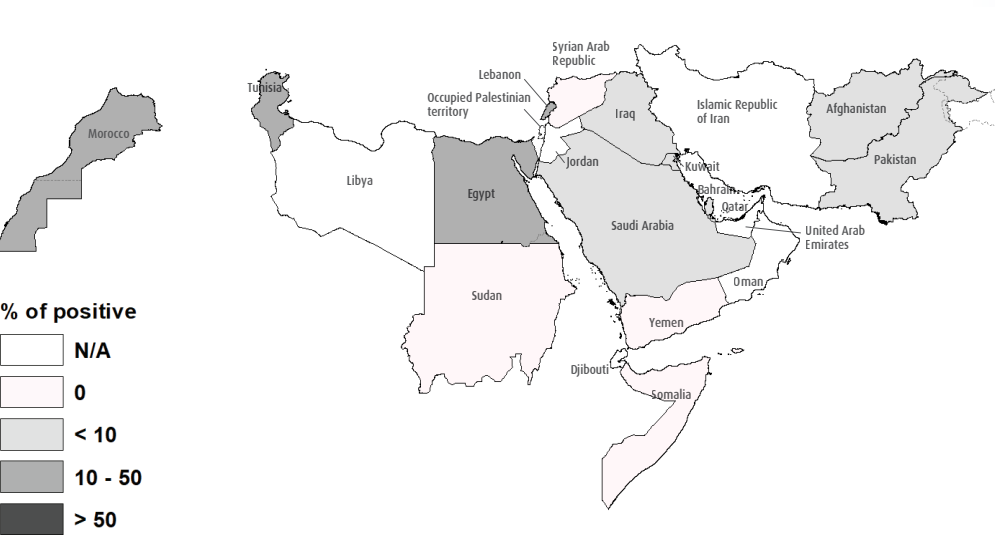 Syrian Arab
Republic
Lebanon
Occupied Palestinian
territory
Tunisia
Morocco
Libya
Egypt
Jordan
Iraq
Islamic Republic
of Iran
Afghanistan
Pakistan
Kuwait
Bahrain
Qatar
Saudi Arabia
United Arab
Emirates
Oman
Sudan
Yemen
Djibouti
Somalia
% of positive
N/A
0
< 10
10 - 50
> 50